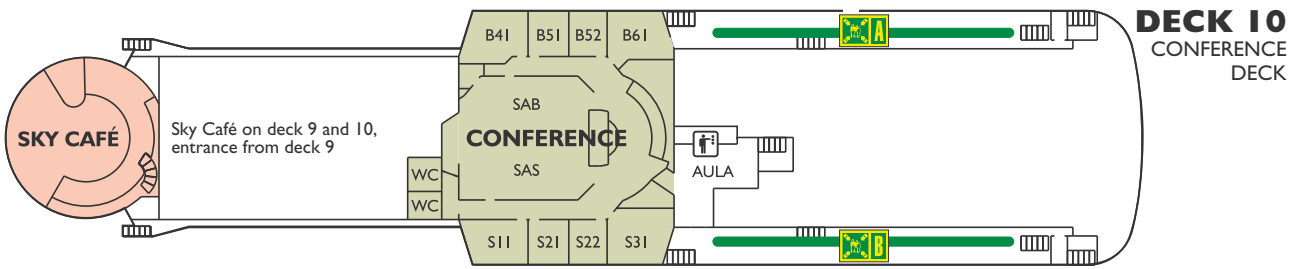 DECK 10
CONFERENCE
DECK
B41 B51 B52 B61
A
SAB
SKY CAFÉ
Sky Café on deck 9 and 10,
entrance from deck 9
CONFERENCE
SAS
WC
WC
AULA
S11 S21 S22 S31
B